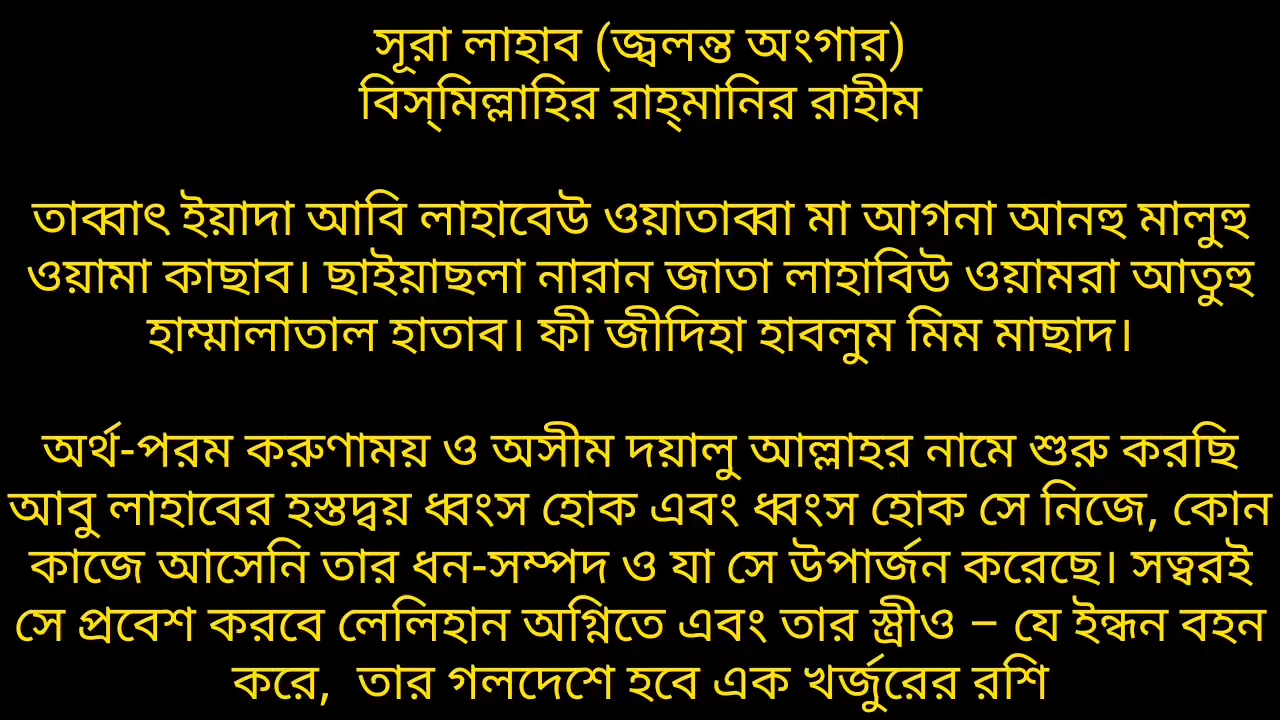 সূরা লাহাব (জ্বলন্ত অংগার)
বিস্‌মিল্লাহির রাহ্‌মানির রাহীম
তাব্বাৎ ইয়াদা আবি লাহাবেউ ওয়াতাব্বা মা আগনা আনহু মালুহু
ওয়ামা কাছাব। ছাইয়াছলা নারান জাতা লাহাবিউ ওয়ামরা আতুহু
হাম্মালাতাল হাতাব। ফী জীদিহা হাবলুম মিম মাছাদ।
অর্থ-পরম করুণাময় ও অসীম দয়ালু আল্লাহর নামে শুরু করছি
আবু লাহাবের হস্তদ্বয় ধ্বংস হোক এবং ধ্বংস হোক সে নিজে, কোন
কাজে আসেনি তার ধন-সম্পদ ও যা সে উপার্জন করেছে। সত্বরই
সে প্রবেশ করবে লেলিহান অগ্নিতে এবং তার স্ত্রীও – যে ইন্ধন বহন
করে, তার গলদেশে হবে এক খর্জুরের রশি